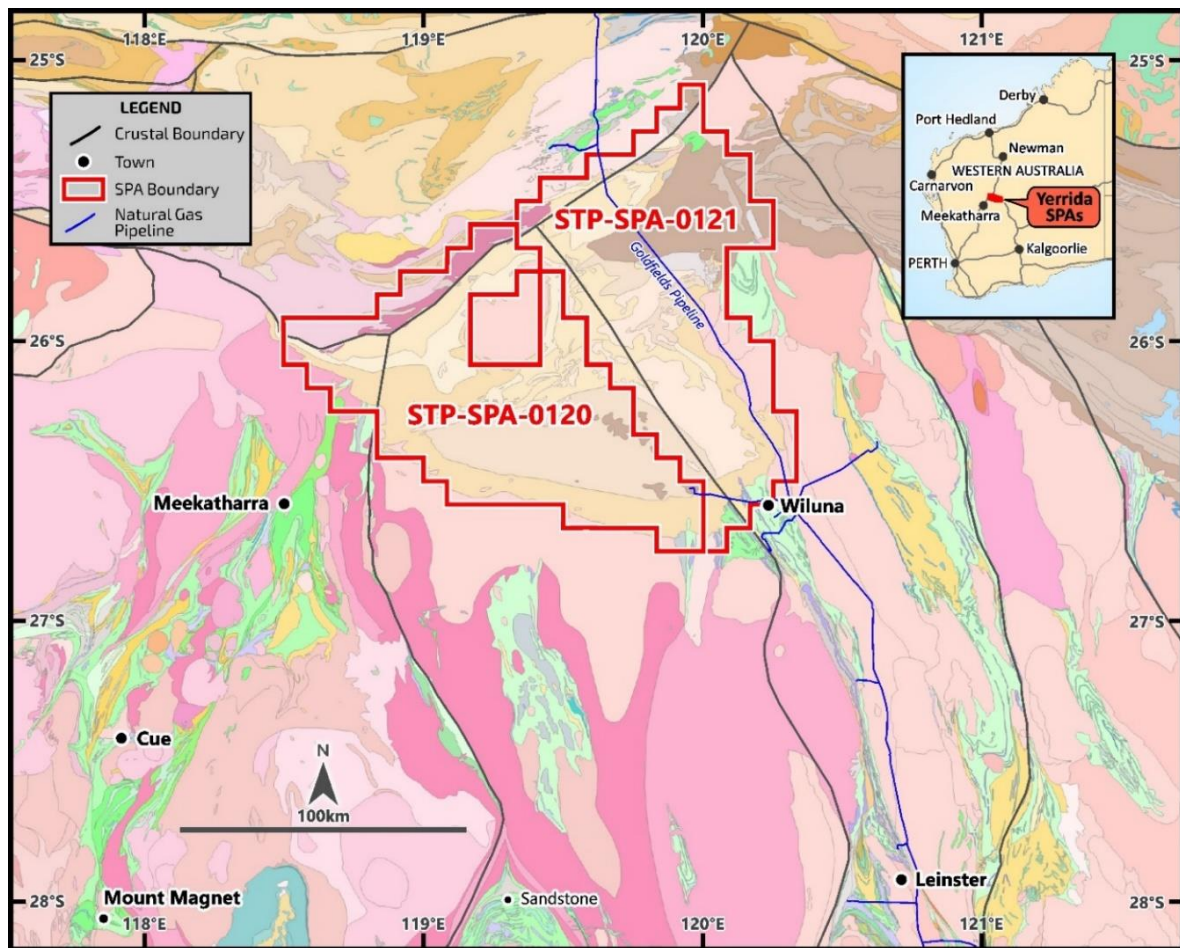 118°E
119°E
120°E
121°E
25°S
25°S
LEGEND
Crustal Boundary
Town
SPA Boundary
Natural Gas
Pipeline
Derby
Port Hedland
Newman
WESTERN AUSTRALIA
Carnarvon
Meekatharra
Yerrida
SPAs
Kalgoorlie
PERTH
STP-SPA-0121
Goldfields Pipeline
26°S
26°S
STP-SPA-0120
Meekatharra
Wiluna
27°S
27°S
Cue
N
100km
Leinster
Mount Magnet
Sandstone
28°S
28°S
118°E
119°E
120°E
121°E